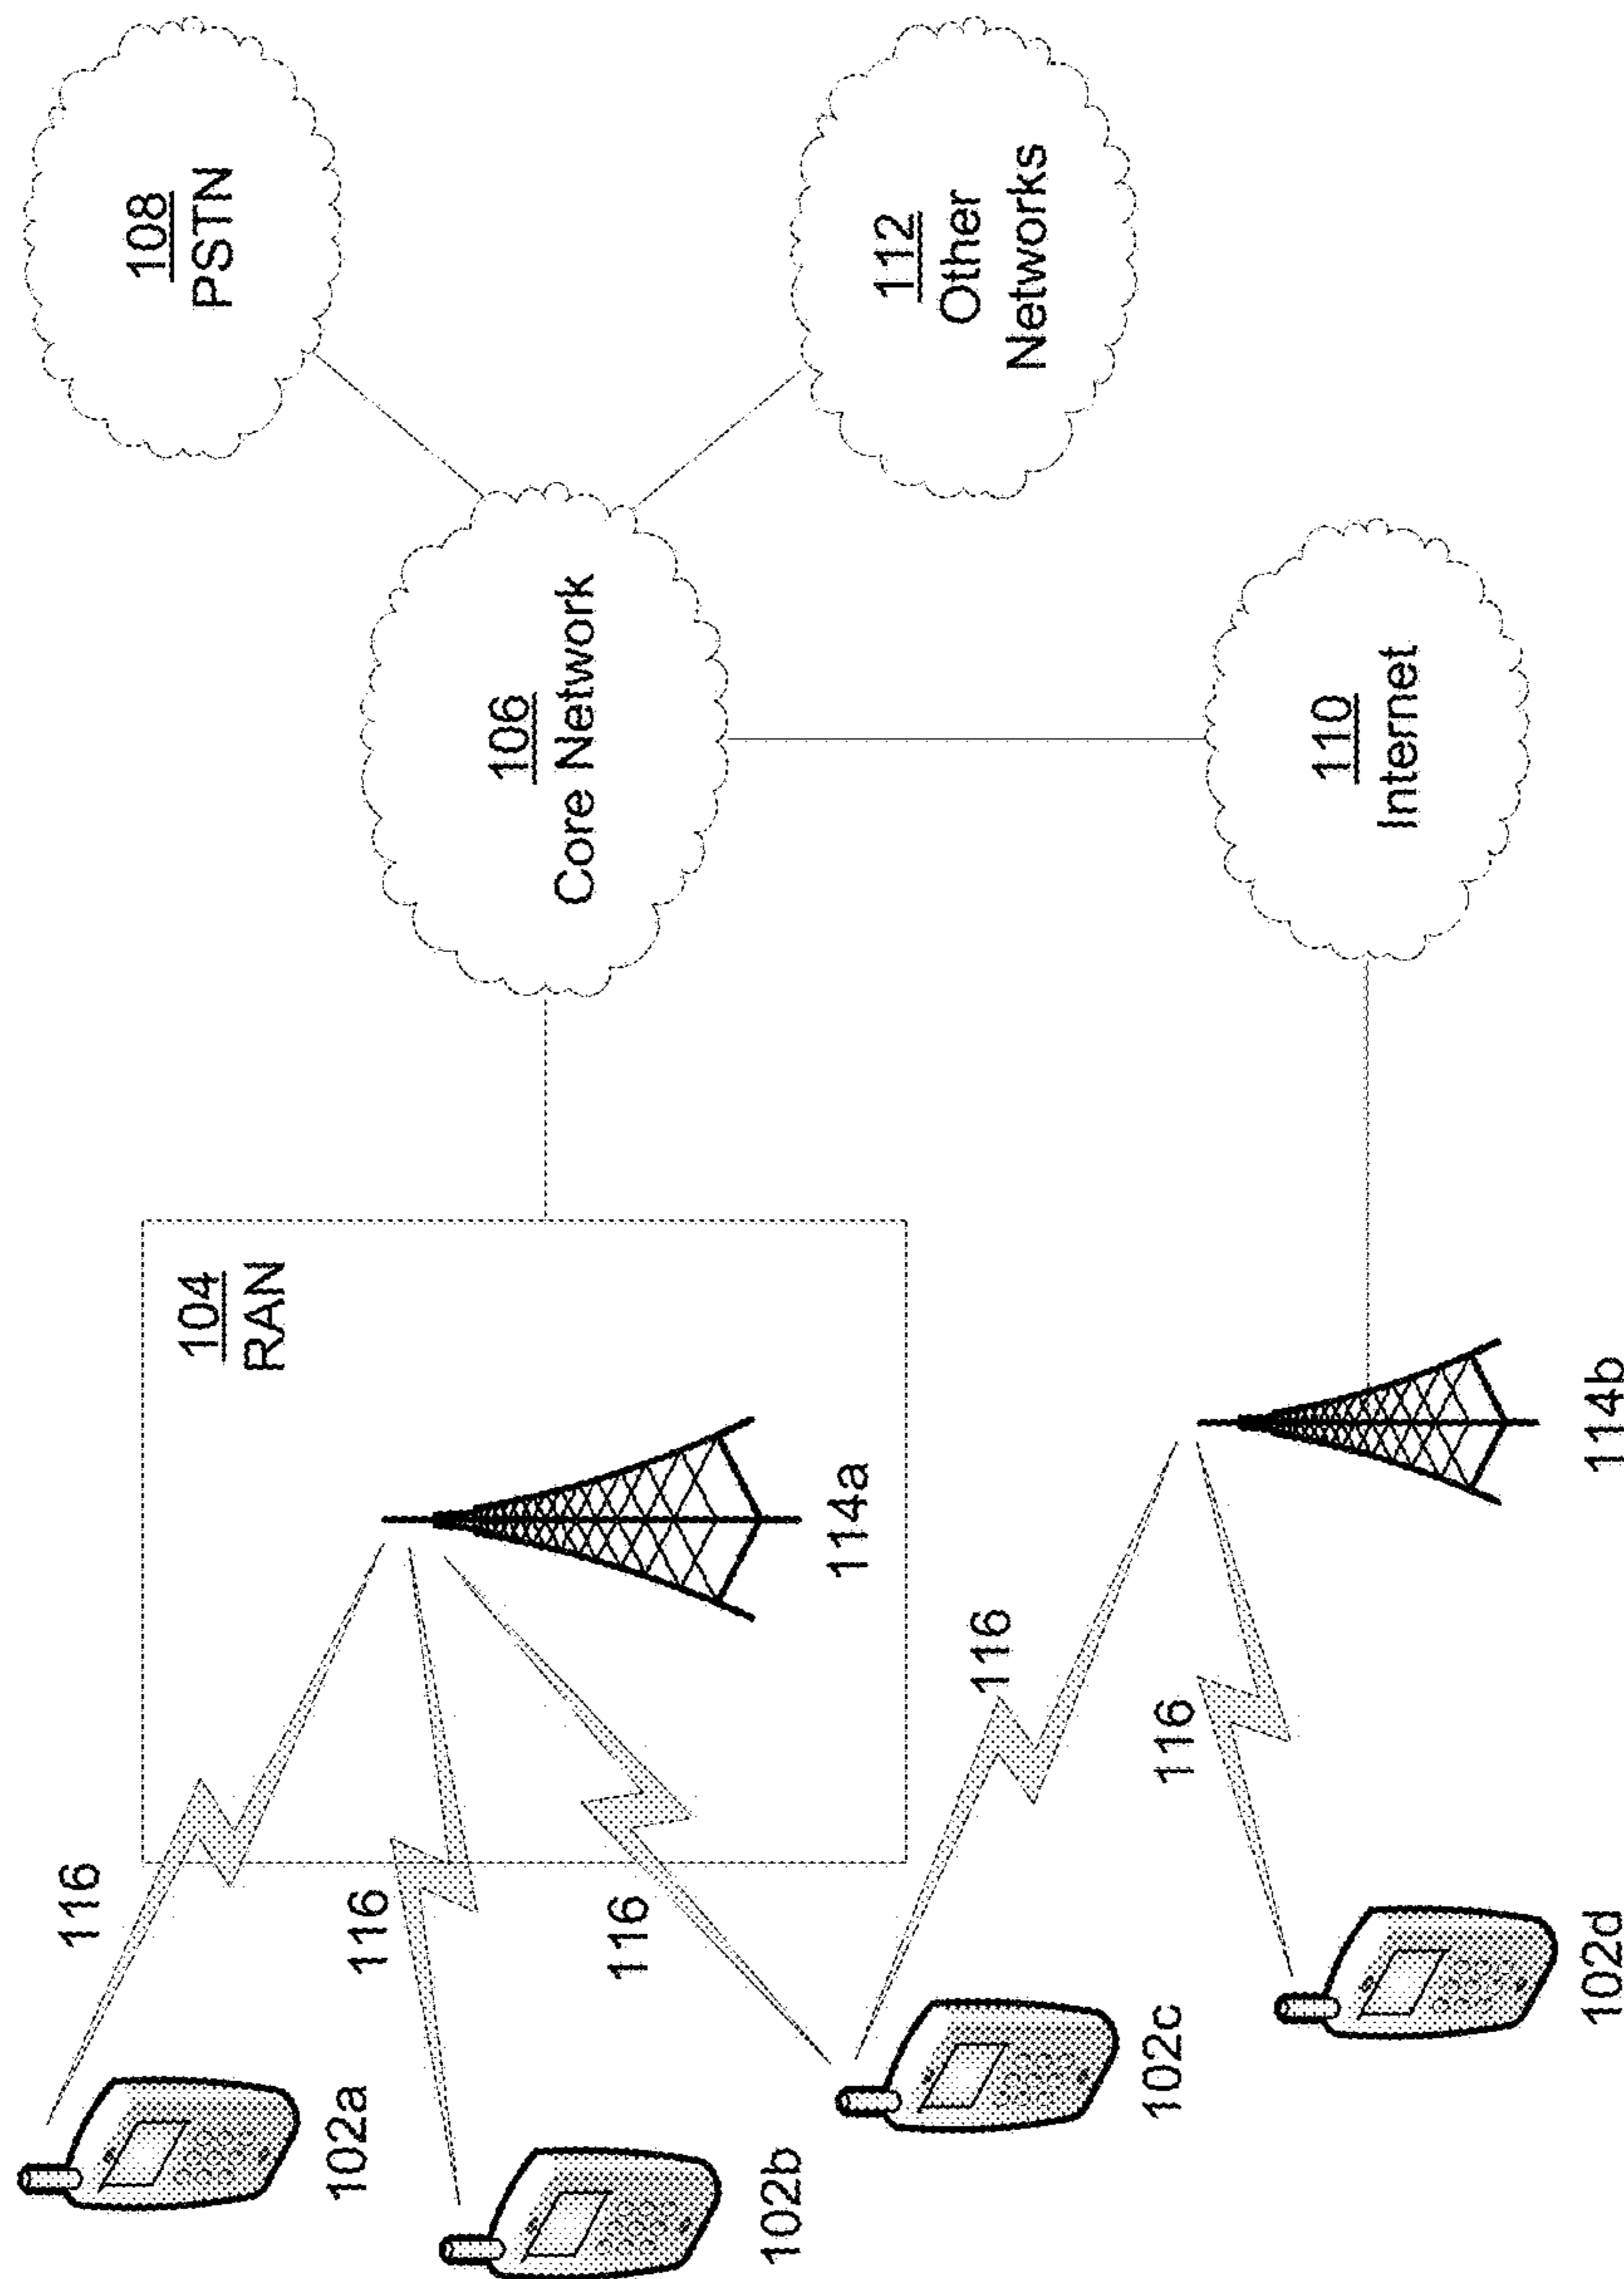 108
PSTN
106
Core Network
112
Other
Networks
110
Internet
104
RAN
114a
114b
116
116
116
116
116
102a
102b
102c
102d